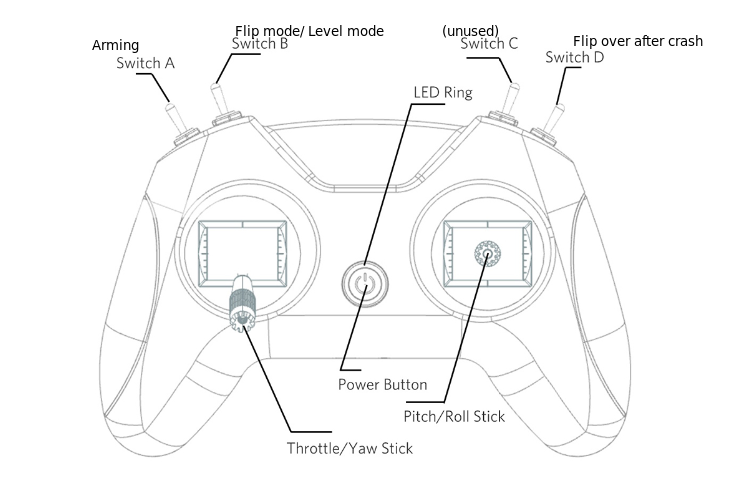 Arming
Switch A
Flip mode/ Level mode
Switch B
(unused)
Switch C
Flip over after crash
Switch D
LED Ring
Power Button
Pitch/Roll Stick
Throttle/Yaw Stick